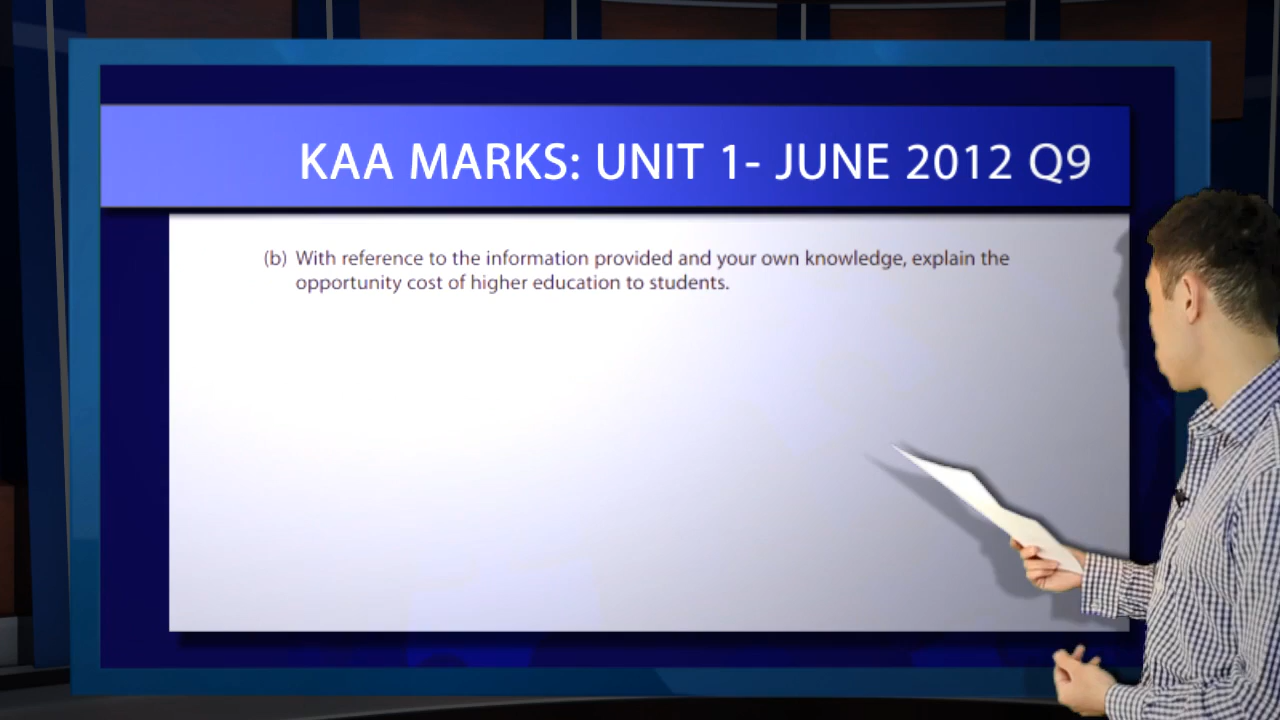 KAA MARKS: UNIT 1- JUNE 2012 Q9
(b) With reference to the information provided and your own knowledge, explain the
opportunity cost of higher education to students.